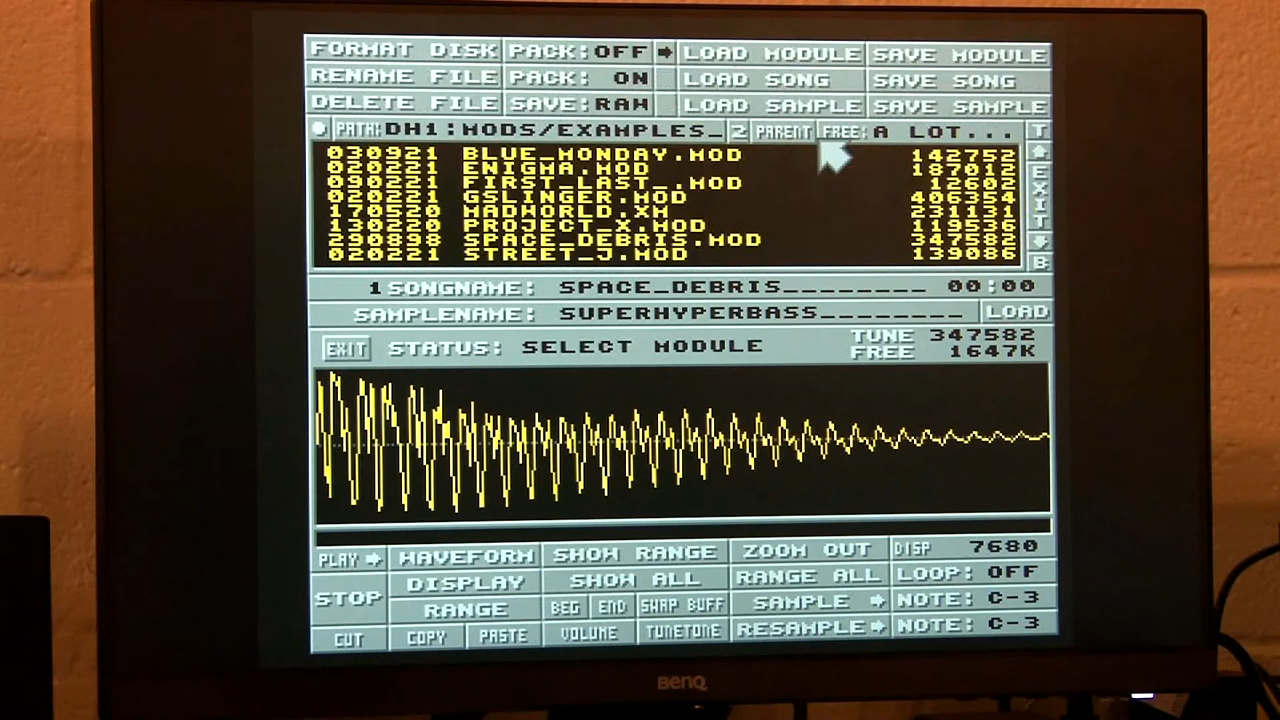 FORMAT DISK PACK:OFF LOAD MODULE SAVE MODULE
RENAME FILE PACK: ON LOAD SONG SAVE SONG
DELETE FILE SAVE:RAW LOAD SAMPLE SAVE SAMPLE
PATH: DH1:MODS/EXAMPLES_ 2 PARENT FREE: A LOT... T
030921 BLUE_MONDAY.MOD 142752
020221 ENIGMA.MOD 187012
090221 FIRST_LAST_.MOD 12602
020221 GSLINGER.MOD 406354
170520 MADWORLD.XM 231131
130220 PROJECT_X.MOD 119536
290898 SPACE_DEBRIS.MOD 347582
020221 STREET_J.MOD 139086
EXIT
B
1 SONGNAME: SPACE_DEBRIS________ 00:00
SAMPLENAME: SUPERHYPERBASS________ LOAD
EXIT STATUS: SELECT MODULE
TUNE 347582
FREE 1647K
PLAY WAVEFORM SHOW RANGE ZOOM OUT DISP 7680
STOP DISPLAY SHOW ALL RANGE ALL LOOP: OFF
RANGE BEG END SWAP BUFF SAMPLE NOTE: C-3
CUT COPY PASTE VOLUME TUNETONE RESAMPLE NOTE: C-3
BenQ